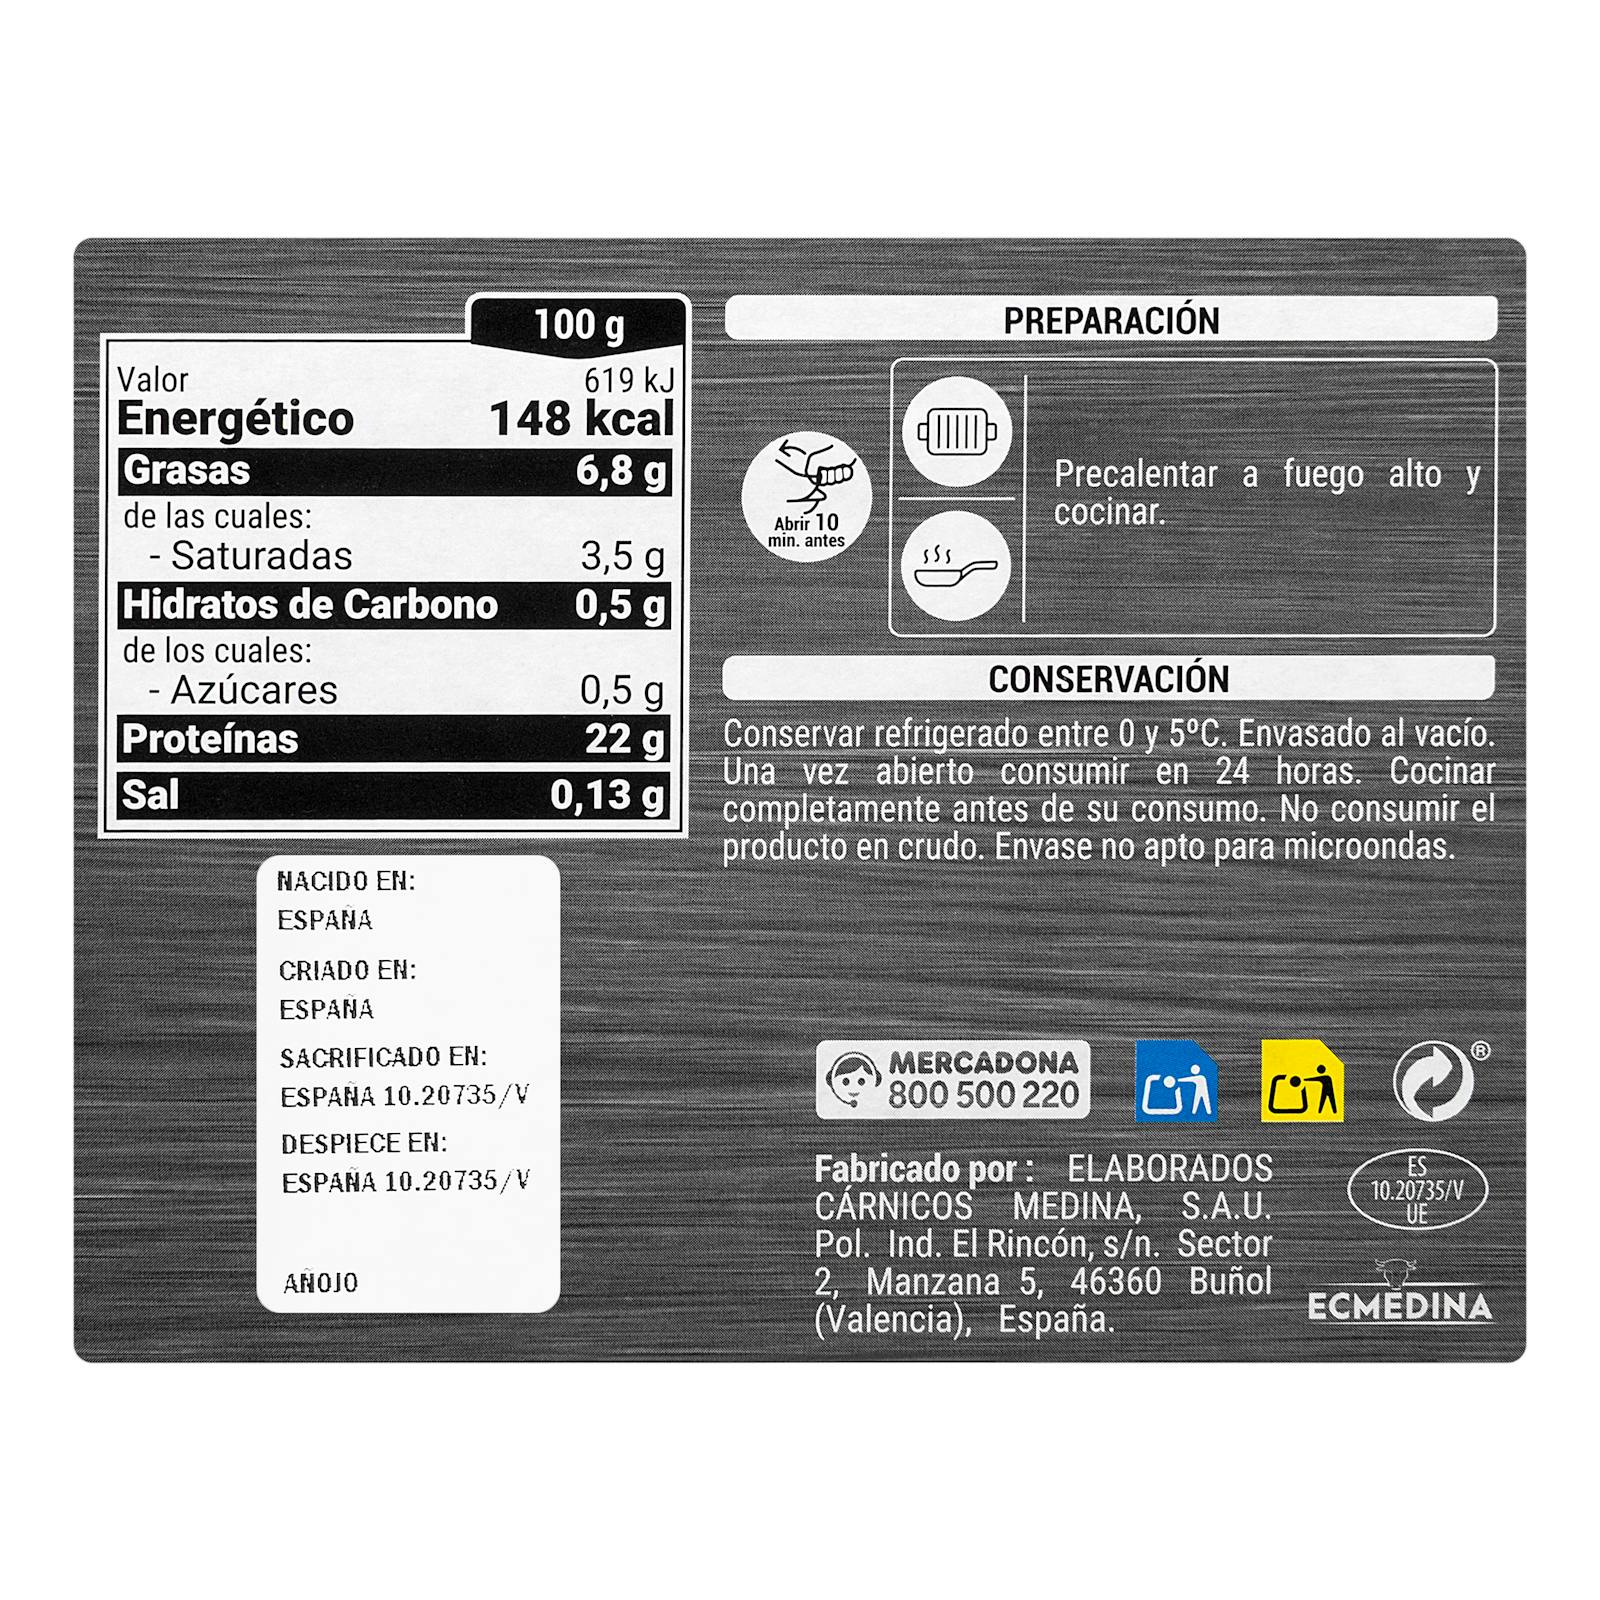 100 g
Valor 619 kJ
Energético 148 kcal
Grasas 6,8 g
de las cuales:
- Saturadas 3,5 g
Hidratos de Carbono 0,5 g
de los cuales:
- Azúcares 0,5 g
Proteínas 22 g
Sal 0,13 g
NACIDO EN:
ESPAÑA
CRIADO EN:
ESPAÑA
SACRIFICADO EN:
ESPAÑA 10.20735/V
DESPIECE EN:
ESPAÑA 10.20735/V
AÑOJO
PREPARACIÓN
Abrir 10
min. antes
Precalentar a fuego alto y
cocinar.
CONSERVACIÓN
Conservar refrigerado entre 0 y 5ºC. Envasado al vacío.
Una vez abierto consumir en 24 horas. Cocinar
completamente antes de su consumo. No consumir el
producto en crudo. Envase no apto para microondas.
MERCADONA
800 500 220
®
Fabricado por : ELABORADOS
CÁRNICOS MEDINA, S.A.U.
Pol. Ind. El Rincón, s/n. Sector
2, Manzana 5, 46360 Buñol
(Valencia), España.
ES
10.20735/V
UE
ECMEDINA